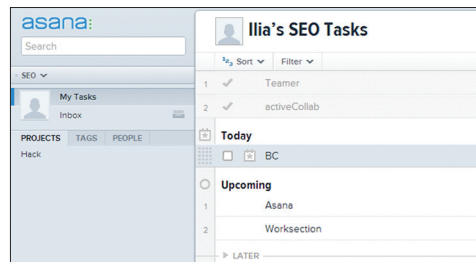 asana:
Search
SEO
My Tasks
Inbox
PROJECTS TAGS PEOPLE
Hack
Ilia's SEO Tasks
123 Sort Filter
1 Teamer
2 activeCollab
Today
BC
Upcoming
1 Asana
2 Worksection
LATER